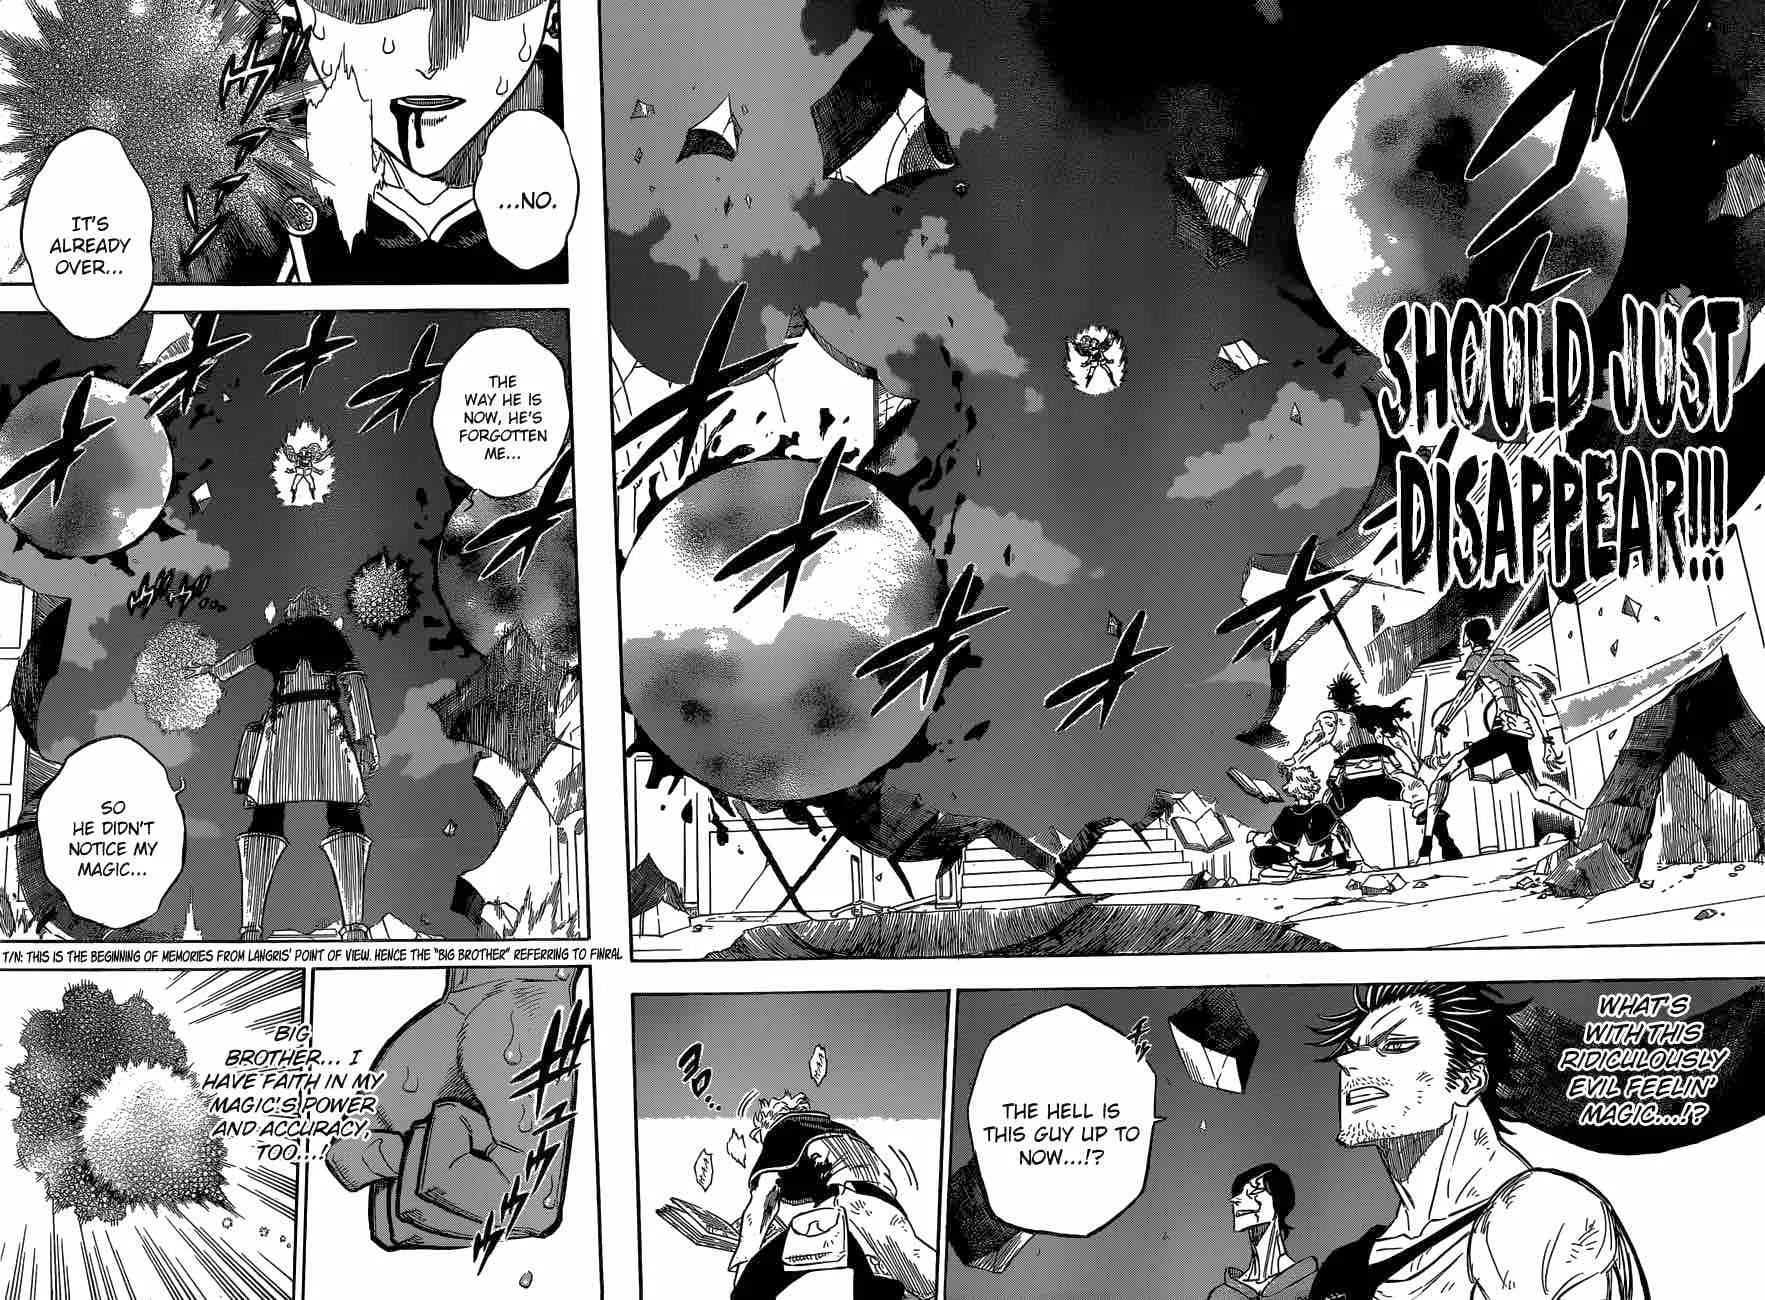 SHOULD JUST
DISAPPEAR!!!
WHAT'S
WITH THIS
RIDICULOUSLY
EVIL FEELIN'
MAGIC...!?
THE HELL IS
THIS GUY UP TO
NOW...!?
...NO.
IT'S
ALREADY
OVER...
THE
WAY HE IS
NOW, HE'S
FORGOTTEN
ME...
SO
HE DIDN'T
NOTICE MY
MAGIC...
T/N: THIS IS THE BEGINNING OF MEMORIES FROM LANGRIS' POINT OF VIEW. HENCE THE "BIG BROTHER" REFERRING TO FINRAL
BIG
BROTHER... I
HAVE FAITH IN MY
MAGIC'S POWER
AND ACCURACY,
TOO...!